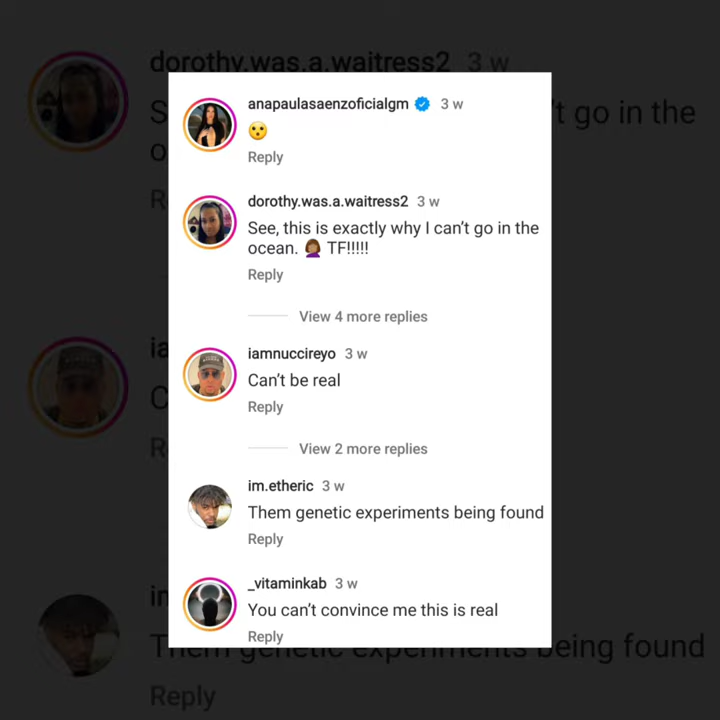 dorothy.was.a.waitress2 3 w
anapaulasaenzoficialgm 3 w
😮
Reply
dorothy.was.a.waitress2 3 w
See, this is exactly why I can’t go in the
ocean. 🤦🏽‍♀️ TF!!!!!
Reply
View 4 more replies
iamnuccireyo 3 w
Can’t be real
Reply
View 2 more replies
im.etheric 3 w
Them genetic experiments being found
Reply
_vitaminkab 3 w
You can’t convince me this is real
Reply
't go in the
Them genetic experiments being found
Reply